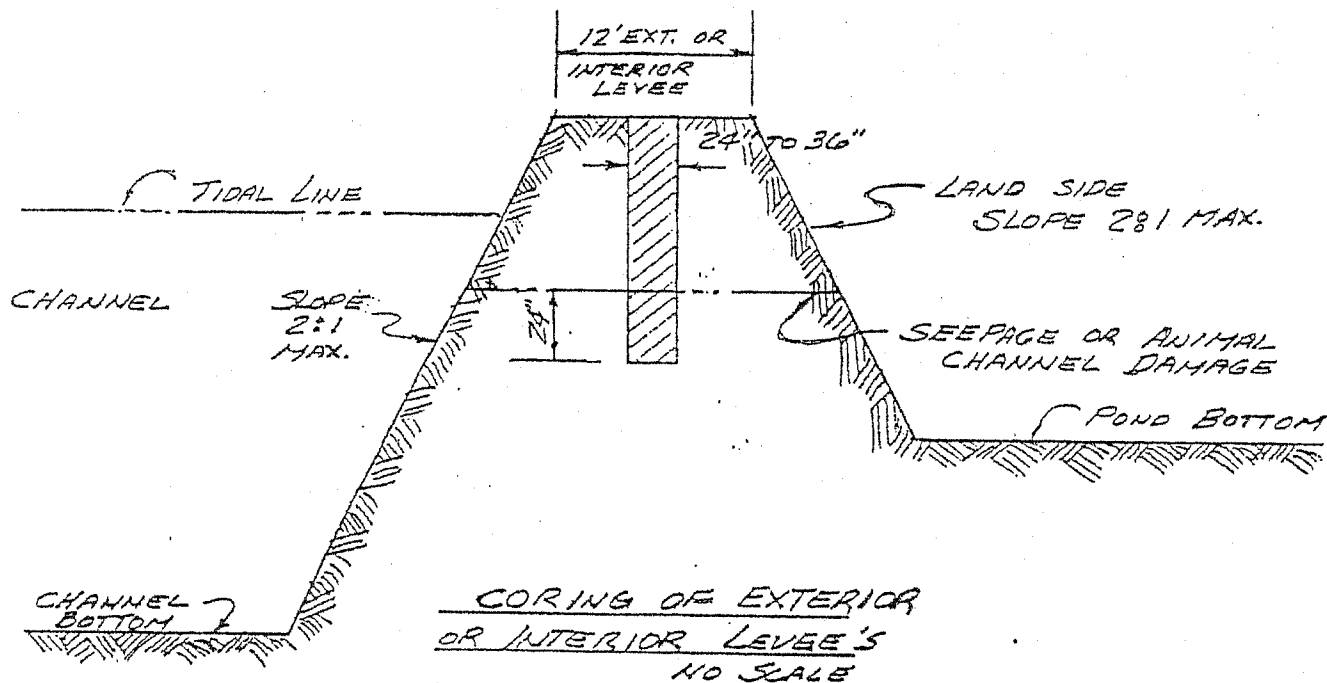 12' EXT. OR
INTERIOR
LEVEE
24" TO 36"
TIDAL LINE
LAND SIDE
SLOPE 2:1 MAX.
CHANNEL
SLOPE
2:1
MAX.
24"
SEEPAGE OR ANIMAL
CHANNEL DAMAGE
POND BOTTOM
CHANNEL
BOTTOM
CORING OF EXTERIOR
OR INTERIOR LEVEE'S
NO SCALE